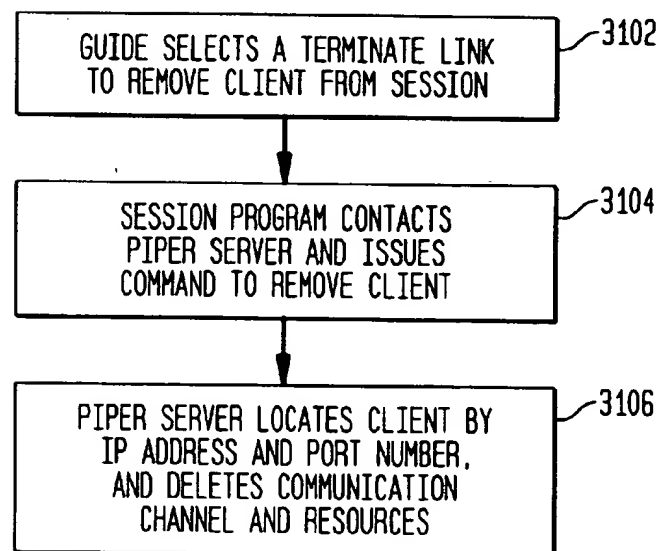 GUIDE SELECTS A TERMINATE LINK
TO REMOVE CLIENT FROM SESSION
3102
SESSION PROGRAM CONTACTS
PIPER SERVER AND ISSUES
COMMAND TO REMOVE CLIENT
3104
PIPER SERVER LOCATES CLIENT BY
IP ADDRESS AND PORT NUMBER,
AND DELETES COMMUNICATION
CHANNEL AND RESOURCES
3106